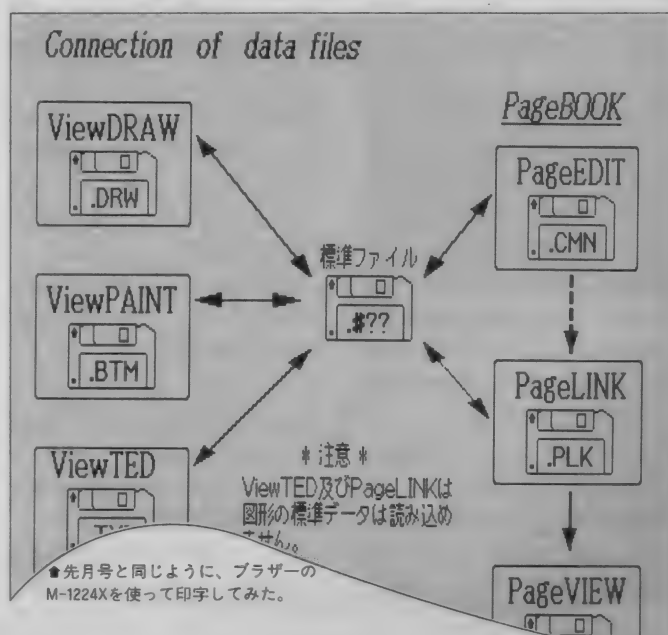 Connection of data files
ViewDRAW
.DRW
ViewPAINT
.BTM
ViewTED
標準ファイル
.#??
* 注意 *
ViewTED及びPageLINKは
図形の標準データは読み込め
ません。
PageBOOK
PageEDIT
.CMN
PageLINK
.PLK
PageVIEW
⬆先月号と同じように、ブラザーの
M-1224Xを使って印字してみた。